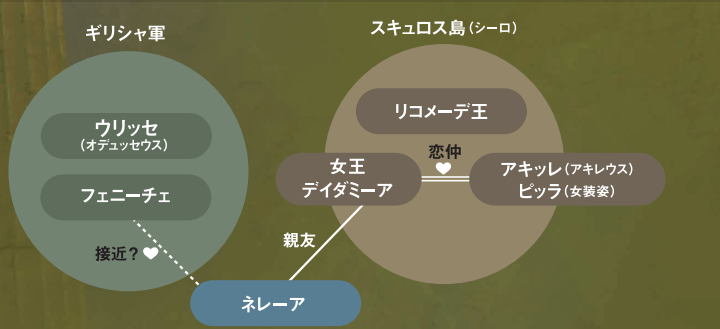 ギリシャ軍
ウリッセ
（オデュッセウス）
フェニーチェ
接近？
スキュロス島（シーロ）
リコメーデ王
恋仲
女王
デイダミーア
アキッレ（アキレウス）
ピッラ（女装姿）
親友
ネレーア